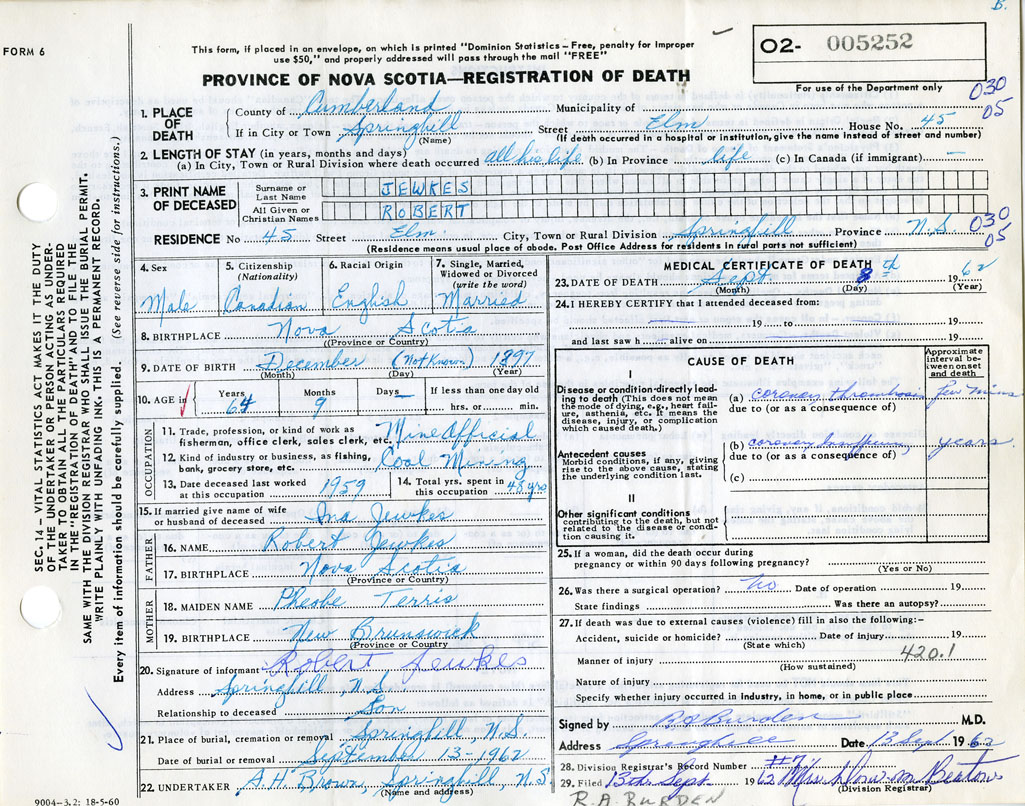 B.
FORM 6
This form, if placed in an envelope, on which is printed "Dominion Statistics – Free, penalty for improper
use $50," and properly addressed will pass through the mail "FREE"
PROVINCE OF NOVA SCOTIA—REGISTRATION OF DEATH
O2- 005252
For use of the Department only
030
05
1. PLACE OF DEATH
County of Cumberland Municipality of
If in City or Town Springhill Street Elm House No. 45
(Name) (If death occurred in a hospital or institution, give the name instead of street and number)
2. LENGTH OF STAY (in years, months and days)
(a) In City, Town or Rural Division where death occurred all his life (b) In Province life (c) In Canada (if immigrant) —
3. PRINT NAME OF DECEASED
Surname or Last Name JEWKES
All Given or Christian Names ROBERT
RESIDENCE No 45 Street Elm. City, Town or Rural Division Springhill Province N.S.
030
05
(Residence means usual place of abode. Post Office Address for residents in rural parts not sufficient)
4. Sex
Male
5. Citizenship
(Nationality)
Canadian
6. Racial Origin
English
7. Single, Married,
Widowed or Divorced
(write the word)
Married
8. BIRTHPLACE Nova Scotia
(Province or Country)
9. DATE OF BIRTH December (Not Known) 1897
(Month) (Day) (Year)
10. AGE in
Years 64 Months 9 Days — If less than one day old
hrs. or min.
OCCUPATION
11. Trade, profession, or kind of work as
fisherman, office clerk, sales clerk, etc. Mine Official
12. Kind of industry or business, as fishing,
bank, grocery store, etc. Coal Mining
13. Date deceased last worked
at this occupation 1959
14. Total yrs. spent in
this occupation 48 yrs
15. If married give name of wife
or husband of deceased Ina Jewkes
FATHER
16. NAME Robert Jewkes
17. BIRTHPLACE Nova Scotia
(Province or Country)
MOTHER
18. MAIDEN NAME Pheobe Terris
19. BIRTHPLACE New Brunswick
(Province or Country)
20. Signature of informant Robert Jewkes
Address Springhill, N.S.
Relationship to deceased Son
21. Place of burial, cremation or removal Springhill, N.S.
Date of burial or removal September 13-1962
22. UNDERTAKER A.H. Brown, Springhill, N.S.
(Name and address)
9004–3.2: 18-5-60
MEDICAL CERTIFICATE OF DEATH
23. DATE OF DEATH Sept 8th 1962
(Month) (Day) (Year)
24. I HEREBY CERTIFY that I attended deceased from:
19 to 19
and last saw h alive on 19
CAUSE OF DEATH
Approximate
interval be-
tween onset
and death
I
Disease or condition directly lead-
ing to death (This does not mean
the mode of dying, e.g., heart fail-
ure, asthenia, etc. It means the
disease, injury, or complication
which caused death.)
(a) coronary thrombosis few mins
due to (or as a consequence of)
Antecedent causes
Morbid conditions, if any, giving
rise to the above cause, stating
the underlying condition last.
(b) coronary years
due to (or as a consequence of)
(c)
II
Other significant conditions
contributing to the death, but not
related to the disease or condi-
tion causing it.
25. If a woman, did the death occur during
pregnancy or within 90 days following pregnancy?
(Yes or No)
26. Was there a surgical operation? No Date of operation 19
State findings Was there an autopsy?
27. If death was due to external causes (violence) fill in also the following:–
Accident, suicide or homicide? Date of injury 19
(State which)
420.1
Manner of injury
(How sustained)
Nature of injury
Specify whether injury occurred in industry, in home, or in public place
Signed by R A Burden M.D.
Address Springhill Date 13 Sept 1962
28. Division Registrar's Record Number #7
29. Filed 13th Sept 1962
(Division Registrar)
R.A. BURDEN
SEC. 14 – VITAL STATISTICS ACT MAKES IT THE DUTY
OF THE UNDERTAKER OR PERSON ACTING AS UNDER-
TAKER TO OBTAIN ALL THE PARTICULARS REQUIRED
IN THE "REGISTRATION OF DEATH" AND TO FILE THE
SAME WITH THE DIVISION REGISTRAR WHO SHALL ISSUE THE BURIAL PERMIT.
WRITE PLAINLY WITH UNFADING INK. THIS IS A PERMANENT RECORD.
Every item of information should be carefully supplied. (See reverse side for instructions.)